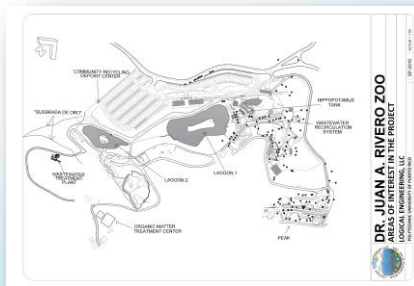 COMMUNITY RECYCLING
DEPOSIT CENTER
"QUEBRADA DE ORO"
WASTEWATER
TREATMENT
PLANT
LAGOON 2
LAGOON 1
ORGANIC MATTER
TREATMENT CENTER
HIPPOPOTAMUS
TANK
WASTEWATER
RECIRCULATION
SYSTEM
PEAK
DR. JUAN A. RIVERO ZOO
AREAS OF INTEREST IN THE PROJECT
LOGICAL ENGINEERING, LLC
POLYTECHNIC UNIVERSITY OF PUERTO RICO